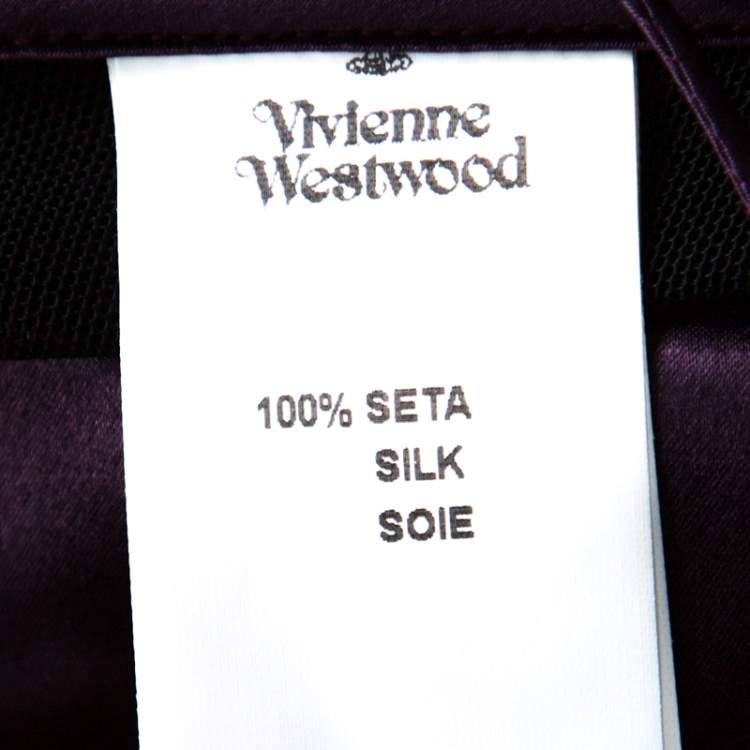 Vivienne
Westwood
100% SETA
SILK
SOIE